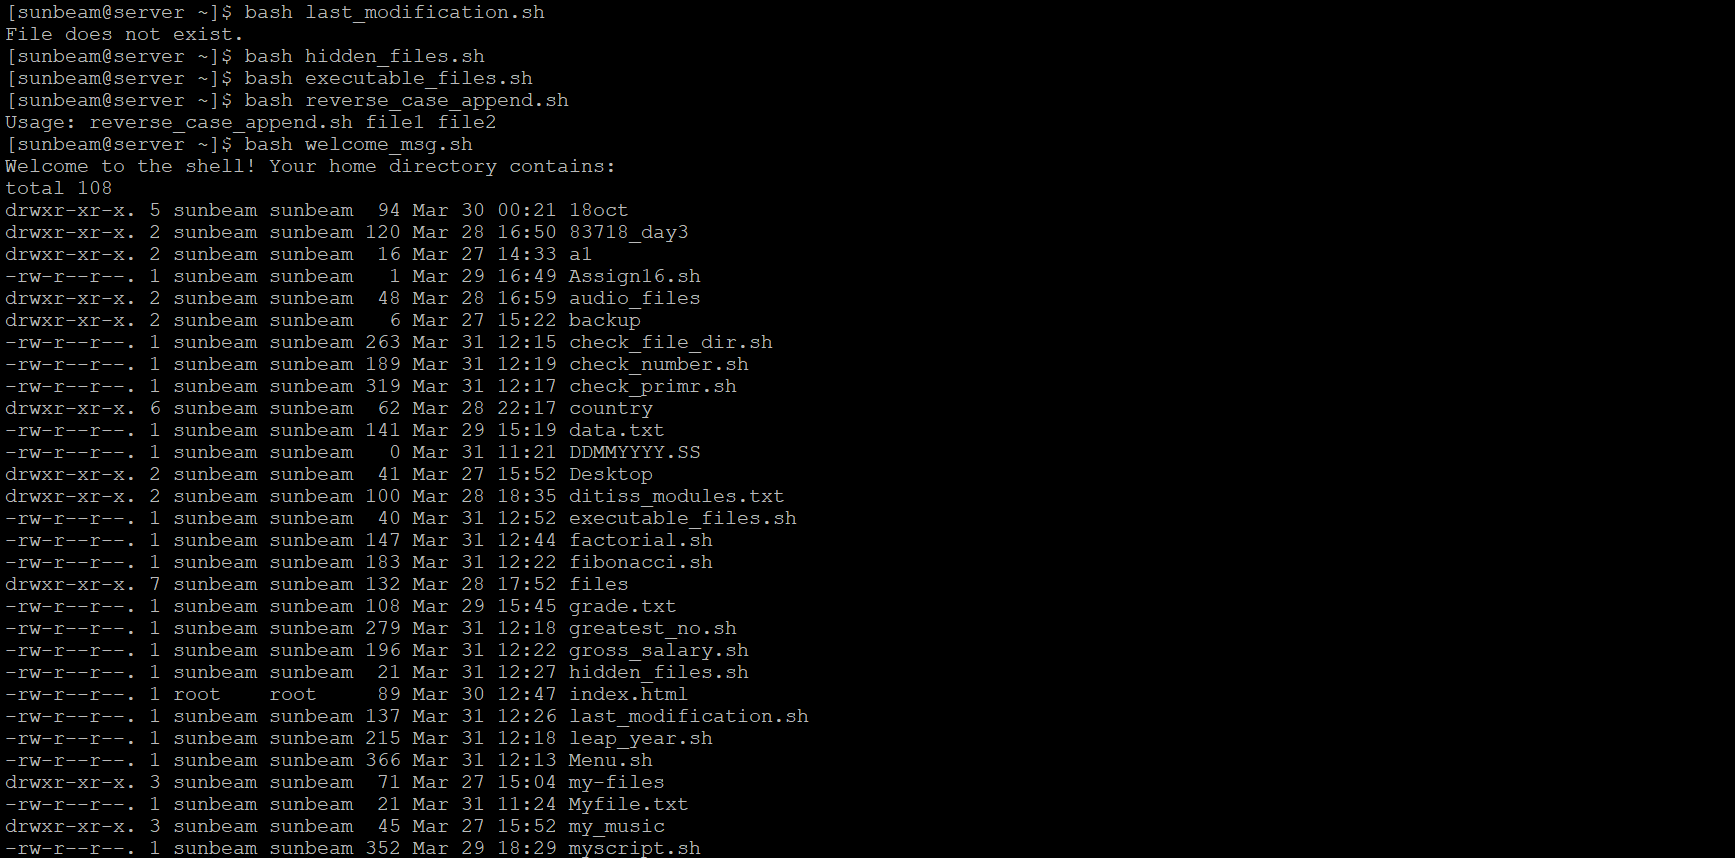 [sunbeam@server ~]$ bash last_modification.sh
File does not exist.
[sunbeam@server ~]$ bash hidden_files.sh
[sunbeam@server ~]$ bash executable_files.sh
[sunbeam@server ~]$ bash reverse_case_append.sh
Usage: reverse_case_append.sh file1 file2
[sunbeam@server ~]$ bash welcome_msg.sh
Welcome to the shell! Your home directory contains:
total 108
drwxr-xr-x. 5 sunbeam sunbeam  94 Mar 30 00:21 18oct
drwxr-xr-x. 2 sunbeam sunbeam 120 Mar 28 16:50 83718_day3
drwxr-xr-x. 2 sunbeam sunbeam  16 Mar 27 14:33 a1
-rw-r--r--. 1 sunbeam sunbeam   1 Mar 29 16:49 Assign16.sh
drwxr-xr-x. 2 sunbeam sunbeam  48 Mar 28 16:59 audio_files
drwxr-xr-x. 2 sunbeam sunbeam   6 Mar 27 15:22 backup
-rw-r--r--. 1 sunbeam sunbeam 263 Mar 31 12:15 check_file_dir.sh
-rw-r--r--. 1 sunbeam sunbeam 189 Mar 31 12:19 check_number.sh
-rw-r--r--. 1 sunbeam sunbeam 319 Mar 31 12:17 check_primr.sh
drwxr-xr-x. 6 sunbeam sunbeam  62 Mar 28 22:17 country
-rw-r--r--. 1 sunbeam sunbeam 141 Mar 29 15:19 data.txt
-rw-r--r--. 1 sunbeam sunbeam   0 Mar 31 11:21 DDMMYYYY.SS
drwxr-xr-x. 2 sunbeam sunbeam  41 Mar 27 15:52 Desktop
drwxr-xr-x. 2 sunbeam sunbeam 100 Mar 28 18:35 ditiss_modules.txt
-rw-r--r--. 1 sunbeam sunbeam  40 Mar 31 12:52 executable_files.sh
-rw-r--r--. 1 sunbeam sunbeam 147 Mar 31 12:44 factorial.sh
-rw-r--r--. 1 sunbeam sunbeam 183 Mar 31 12:22 fibonacci.sh
drwxr-xr-x. 7 sunbeam sunbeam 132 Mar 28 17:52 files
-rw-r--r--. 1 sunbeam sunbeam 108 Mar 29 15:45 grade.txt
-rw-r--r--. 1 sunbeam sunbeam 279 Mar 31 12:18 greatest_no.sh
-rw-r--r--. 1 sunbeam sunbeam 196 Mar 31 12:22 gross_salary.sh
-rw-r--r--. 1 sunbeam sunbeam  21 Mar 31 12:27 hidden_files.sh
-rw-r--r--. 1 root    root     89 Mar 30 12:47 index.html
-rw-r--r--. 1 sunbeam sunbeam 137 Mar 31 12:26 last_modification.sh
-rw-r--r--. 1 sunbeam sunbeam 215 Mar 31 12:18 leap_year.sh
-rw-r--r--. 1 sunbeam sunbeam 366 Mar 31 12:13 Menu.sh
drwxr-xr-x. 3 sunbeam sunbeam  71 Mar 27 15:04 my-files
-rw-r--r--. 1 sunbeam sunbeam  21 Mar 31 11:24 Myfile.txt
drwxr-xr-x. 3 sunbeam sunbeam  45 Mar 27 15:52 my_music
-rw-r--r--. 1 sunbeam sunbeam 352 Mar 29 18:29 myscript.sh